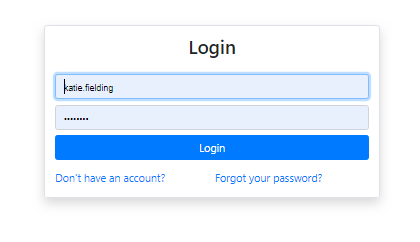 Login
katie.fielding
••••••••
Login
Don't have an account? Forgot your password?